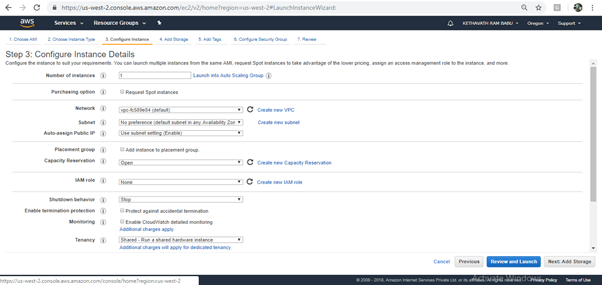 https://us-west-2.console.aws.amazon.com/ec2/v2/home?region=us-west-2#LaunchInstanceWizard:
aws Services Resource Groups KETHAVATH RAM BABU Oregon Support
1. Choose AMI 2. Choose Instance Type 3. Configure Instance 4. Add Storage 5. Add Tags 6. Configure Security Group 7. Review
Step 3: Configure Instance Details
Configure the instance to suit your requirements. You can launch multiple instances from the same AMI, request Spot instances to take advantage of the lower pricing, assign an access management role to the instance, and more.
Number of instances 1 Launch into Auto Scaling Group
Purchasing option Request Spot instances
Network (default) Create new VPC
Subnet No preference (default subnet in any Availability Zon Create new subnet
Auto-assign Public IP Use subnet setting (Enable)
Placement group Add instance to placement group.
Capacity Reservation Open Create new Capacity Reservation
IAM role None Create new IAM role
Shutdown behavior Stop
Enable termination protection Protect against accidental termination
Monitoring Enable CloudWatch detailed monitoring
Additional charges apply
Tenancy Shared - Run a shared hardware instance
Additional charges will apply for dedicated tenancy.
Cancel Previous Review and Launch Next: Add Storage
Activate Windows
https://us-west-2.console.aws.amazon.com/console/home?region=us-west-2
© 2008 - 2018, Amazon Internet Services Private Ltd. or its affiliates. All rights reserved. Privacy Policy Terms of Use